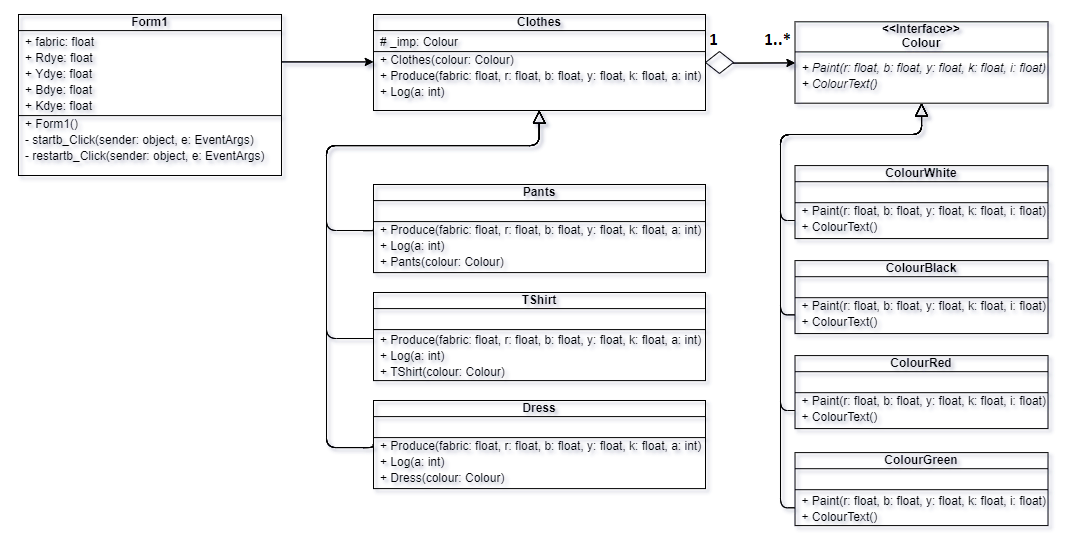 Form1
+ fabric: float
+ Rdye: float
+ Ydye: float
+ Bdye: float
+ Kdye: float
+ Form1()
- startb_Click(sender: object, e: EventArgs)
- restartb_Click(sender: object, e: EventArgs)
Clothes
# _imp: Colour
+ Clothes(colour: Colour)
+ Produce(fabric: float, r: float, b: float, y: float, k: float, a: int)
+ Log(a: int)
1
1..*
<<Interface>>
Colour
+ Paint(r: float, b: float, y: float, k: float, i: float)
+ ColourText()
Pants
+ Produce(fabric: float, r: float, b: float, y: float, k: float, a: int)
+ Log(a: int)
+ Pants(colour: Colour)
TShirt
+ Produce(fabric: float, r: float, b: float, y: float, k: float, a: int)
+ Log(a: int)
+ TShirt(colour: Colour)
Dress
+ Produce(fabric: float, r: float, b: float, y: float, k: float, a: int)
+ Log(a: int)
+ Dress(colour: Colour)
ColourWhite
+ Paint(r: float, b: float, y: float, k: float, i: float)
+ ColourText()
ColourBlack
+ Paint(r: float, b: float, y: float, k: float, i: float)
+ ColourText()
ColourRed
+ Paint(r: float, b: float, y: float, k: float, i: float)
+ ColourText()
ColourGreen
+ Paint(r: float, b: float, y: float, k: float, i: float)
+ ColourText()